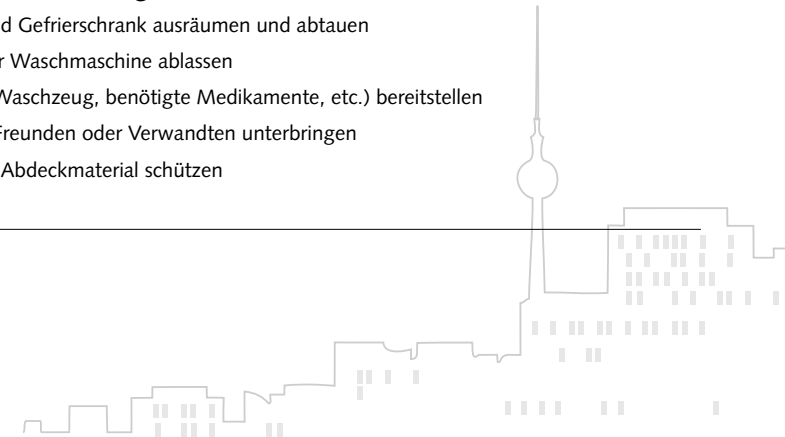 d Gefrierschrank ausräumen und abtauen
r Waschmaschine ablassen
Waschzeug, benötigte Medikamente, etc.) bereitstellen
Freunden oder Verwandten unterbringen
Abdeckmaterial schützen